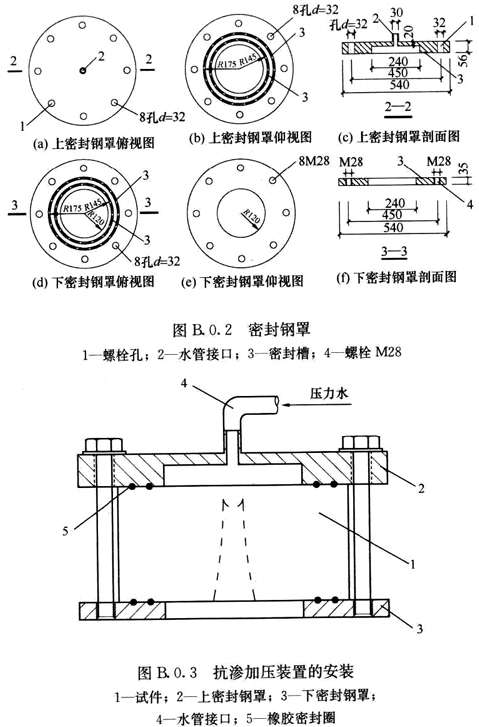 2 2
2
1
8孔d=32
(a) 上密封钢罩俯视图
8孔d=32
3
R175
R145
3
(b) 上密封钢罩仰视图
孔d=32
2
30
20
32
1
56
240
450
540
3
(c) 上密封钢罩剖面图
2—2
3 3
3
R175
R145
R120
3
8孔d=32
(d) 下密封钢罩俯视图
8M28
R120
(e) 下密封钢罩仰视图
M28
3
M28
35
4
240
450
540
(f) 下密封钢罩剖面图
3—3
图 B.0.2 密封钢罩
1—螺栓孔；2—水管接口；3—密封槽；4—螺栓 M28
4
压力水
2
5
1
3
图 B.0.3 抗渗加压装置的安装
1—试件；2—上密封钢罩；3—下密封钢罩；
4—水管接口；5—橡胶密封圈